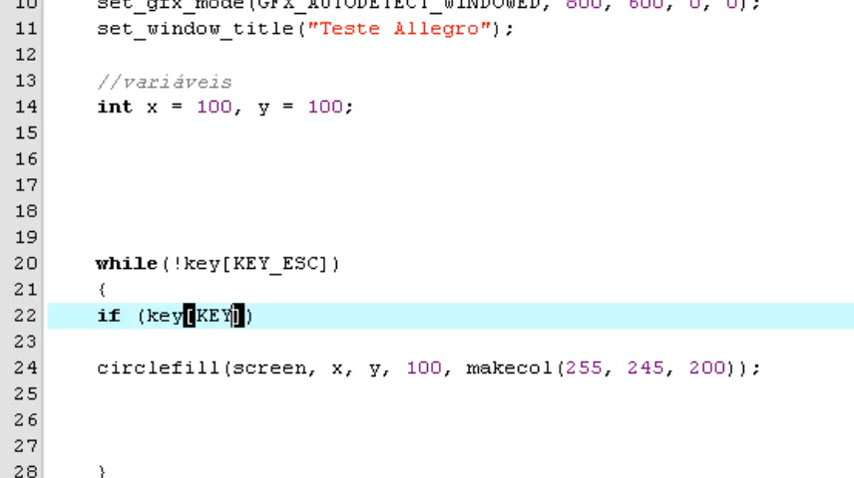 10 set_gfx_mode(GFX_AUTODETECT_WINDOWED, 800, 600, 0, 0);
11 set_window_title("Teste Allegro");
12
13 //variáveis
14 int x = 100, y = 100;
15
16
17
18
19
20 while(!key[KEY_ESC])
21 {
22 if (key[KEY])
23
24 circlefill(screen, x, y, 100, makecol(255, 245, 200));
25
26
27
28 }